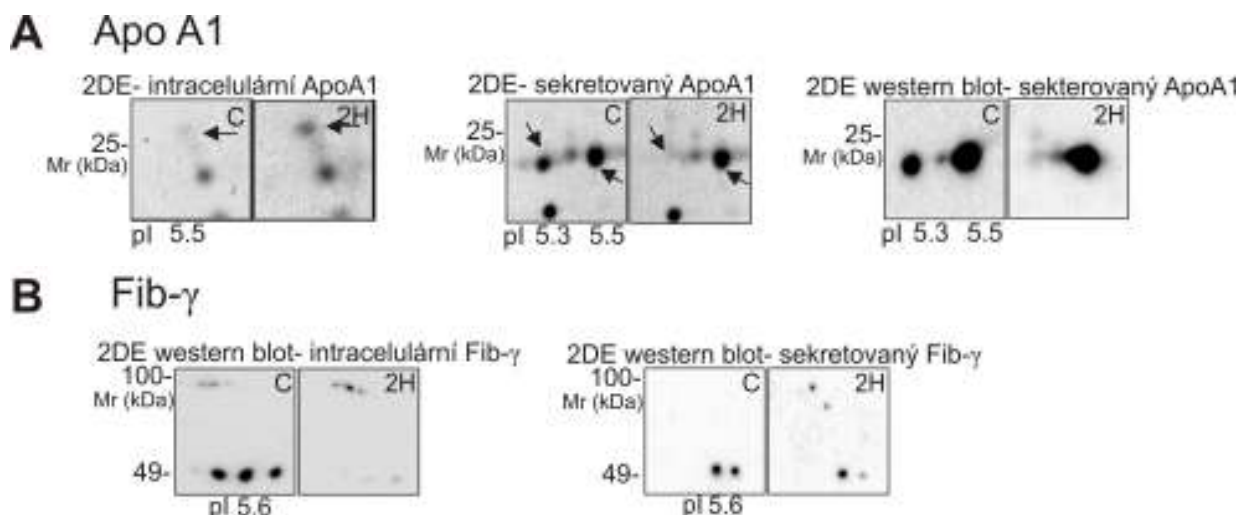 A Apo A1
2DE- intracelulární ApoA1
C 2H
25-
Mr (kDa)
pI 5.5
2DE- sekretovaný ApoA1
C 2H
25-
Mr (kDa)
pI 5.3 5.5
2DE western blot- sekterovaný ApoA1
C 2H
25-
Mr (kDa)
pI 5.3 5.5
B Fib-γ
2DE western blot- intracelulární Fib-γ
100- C 2H
Mr (kDa)
49-
pI 5.6
2DE western blot- sekretovaný Fib-γ
100- C 2H
Mr (kDa)
49-
pI 5.6